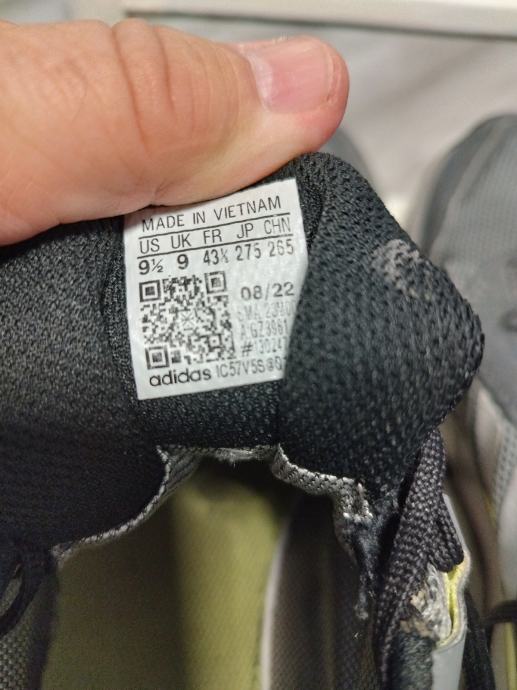 MADE IN VIETNAM
US UK FR JP CHN
9½ 9 43⅓ 275 265
08/22
adidas